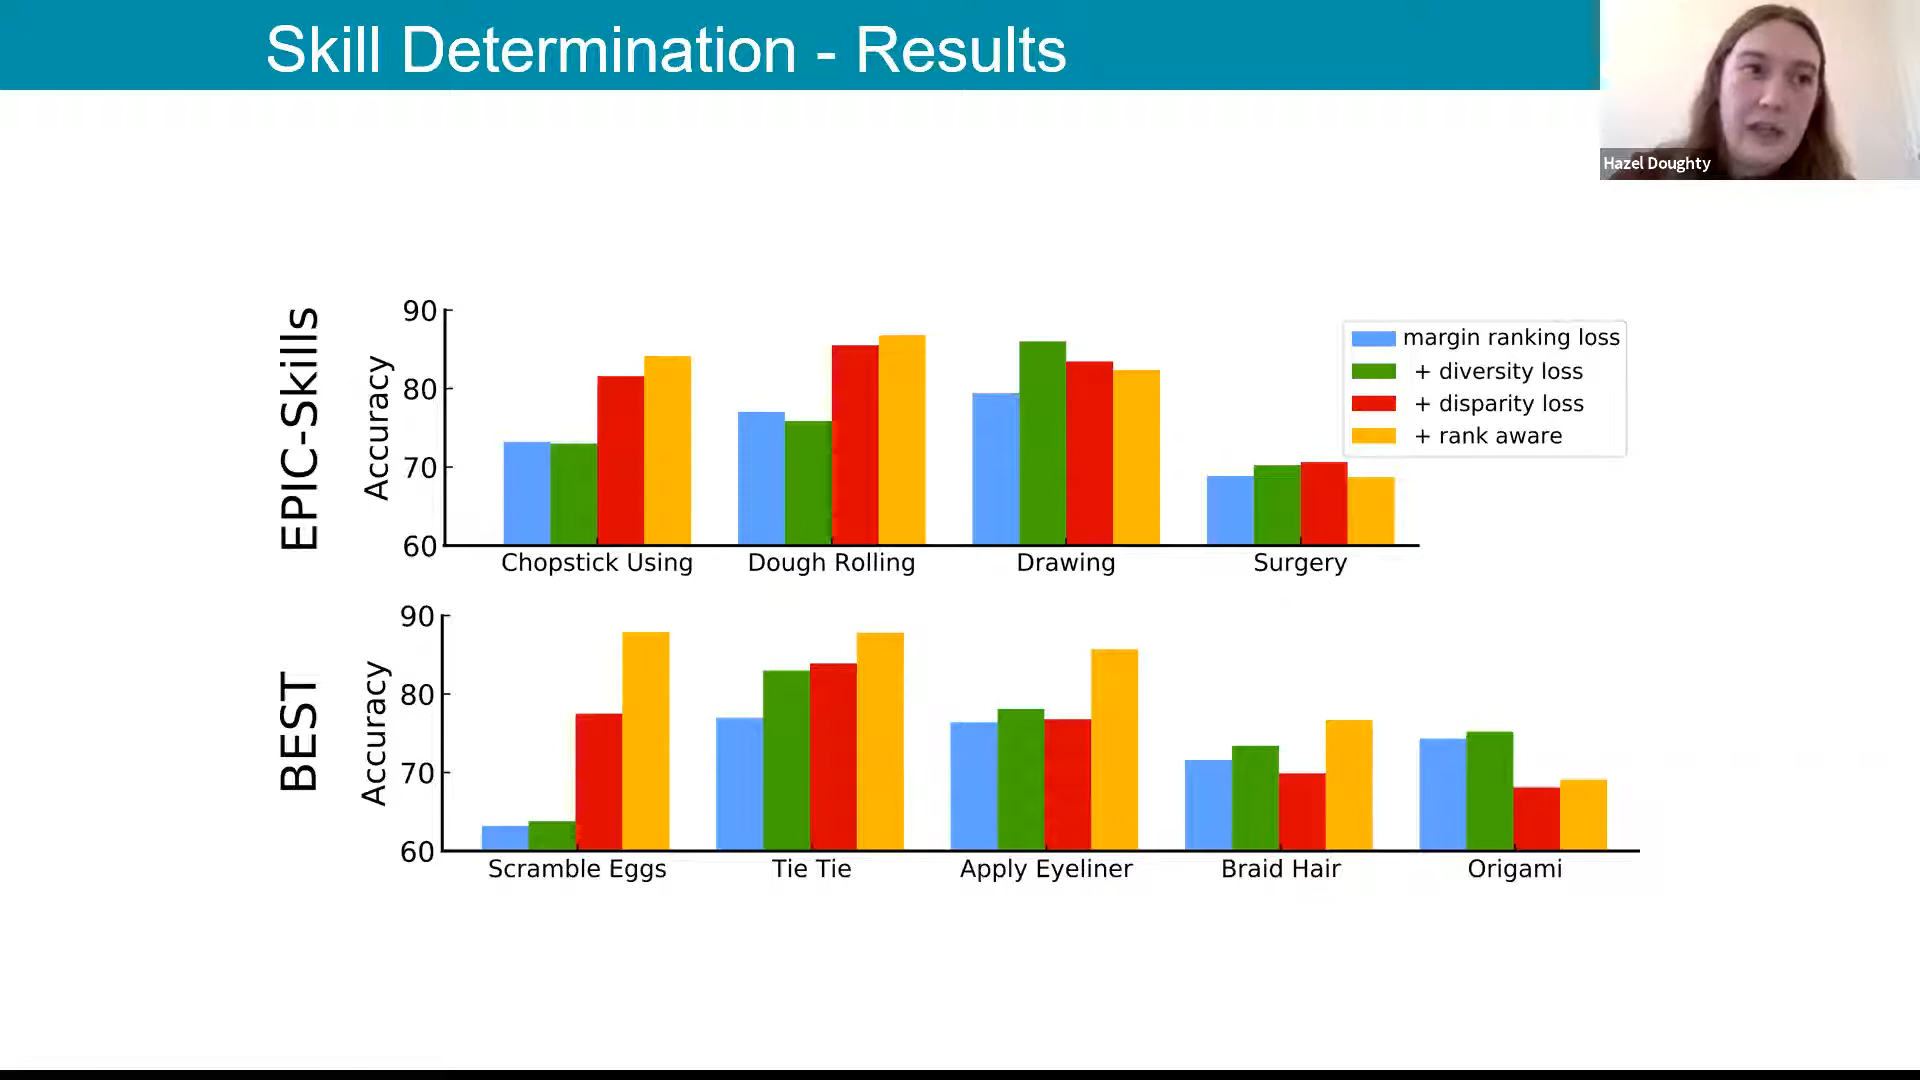 Skill Determination - Results
Hazel Doughty
EPIC-Skills
Accuracy
90
80
70
60
Chopstick Using
Dough Rolling
Drawing
Surgery
margin ranking loss
+ diversity loss
+ disparity loss
+ rank aware
BEST
Accuracy
90
80
70
60
Scramble Eggs
Tie Tie
Apply Eyeliner
Braid Hair
Origami